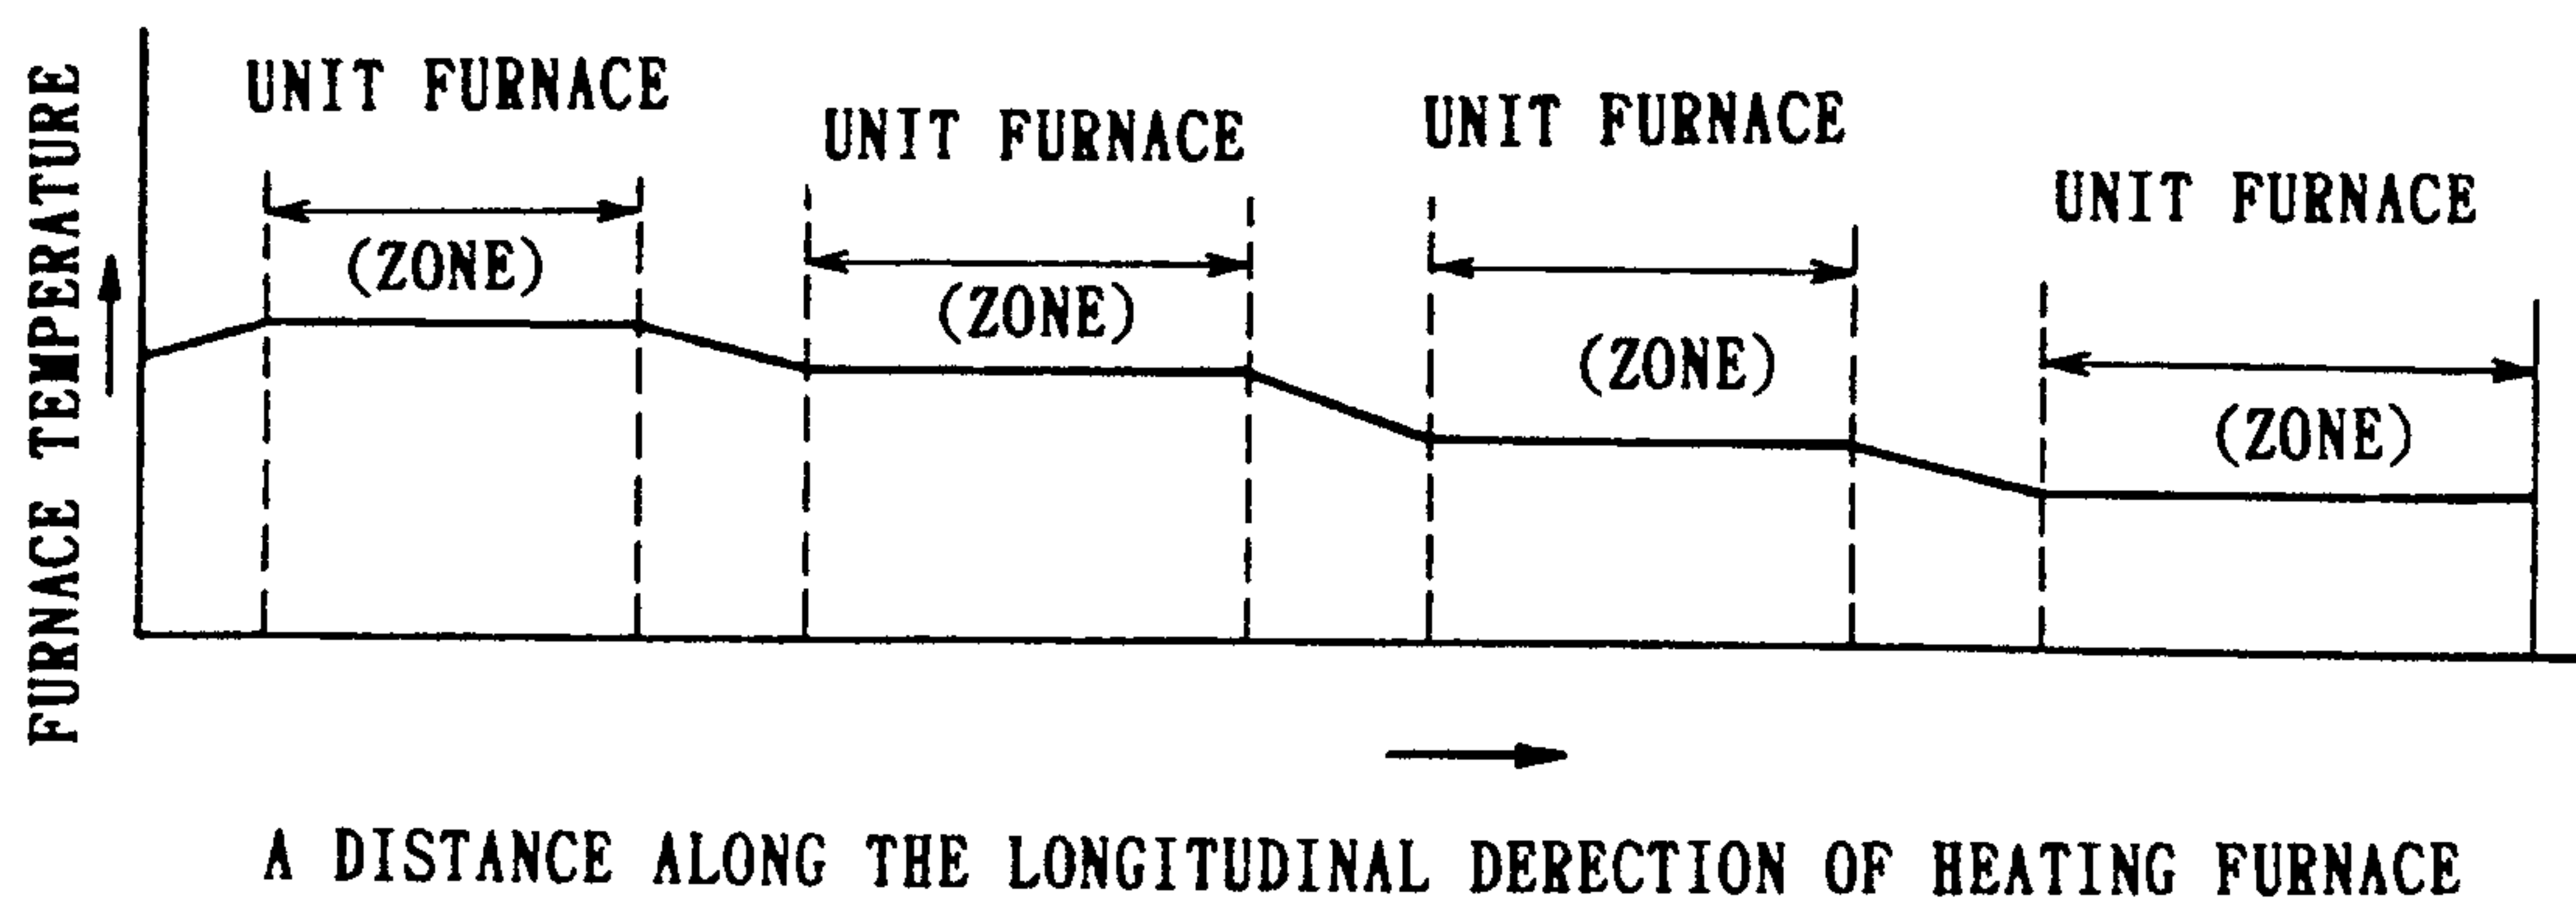 FURNACE TEMPERATURE
UNIT FURNACE
(ZONE)
UNIT FURNACE
(ZONE)
UNIT FURNACE
(ZONE)
UNIT FURNACE
(ZONE)
A DISTANCE ALONG THE LONGITUDINAL DERECTION OF HEATING FURNACE